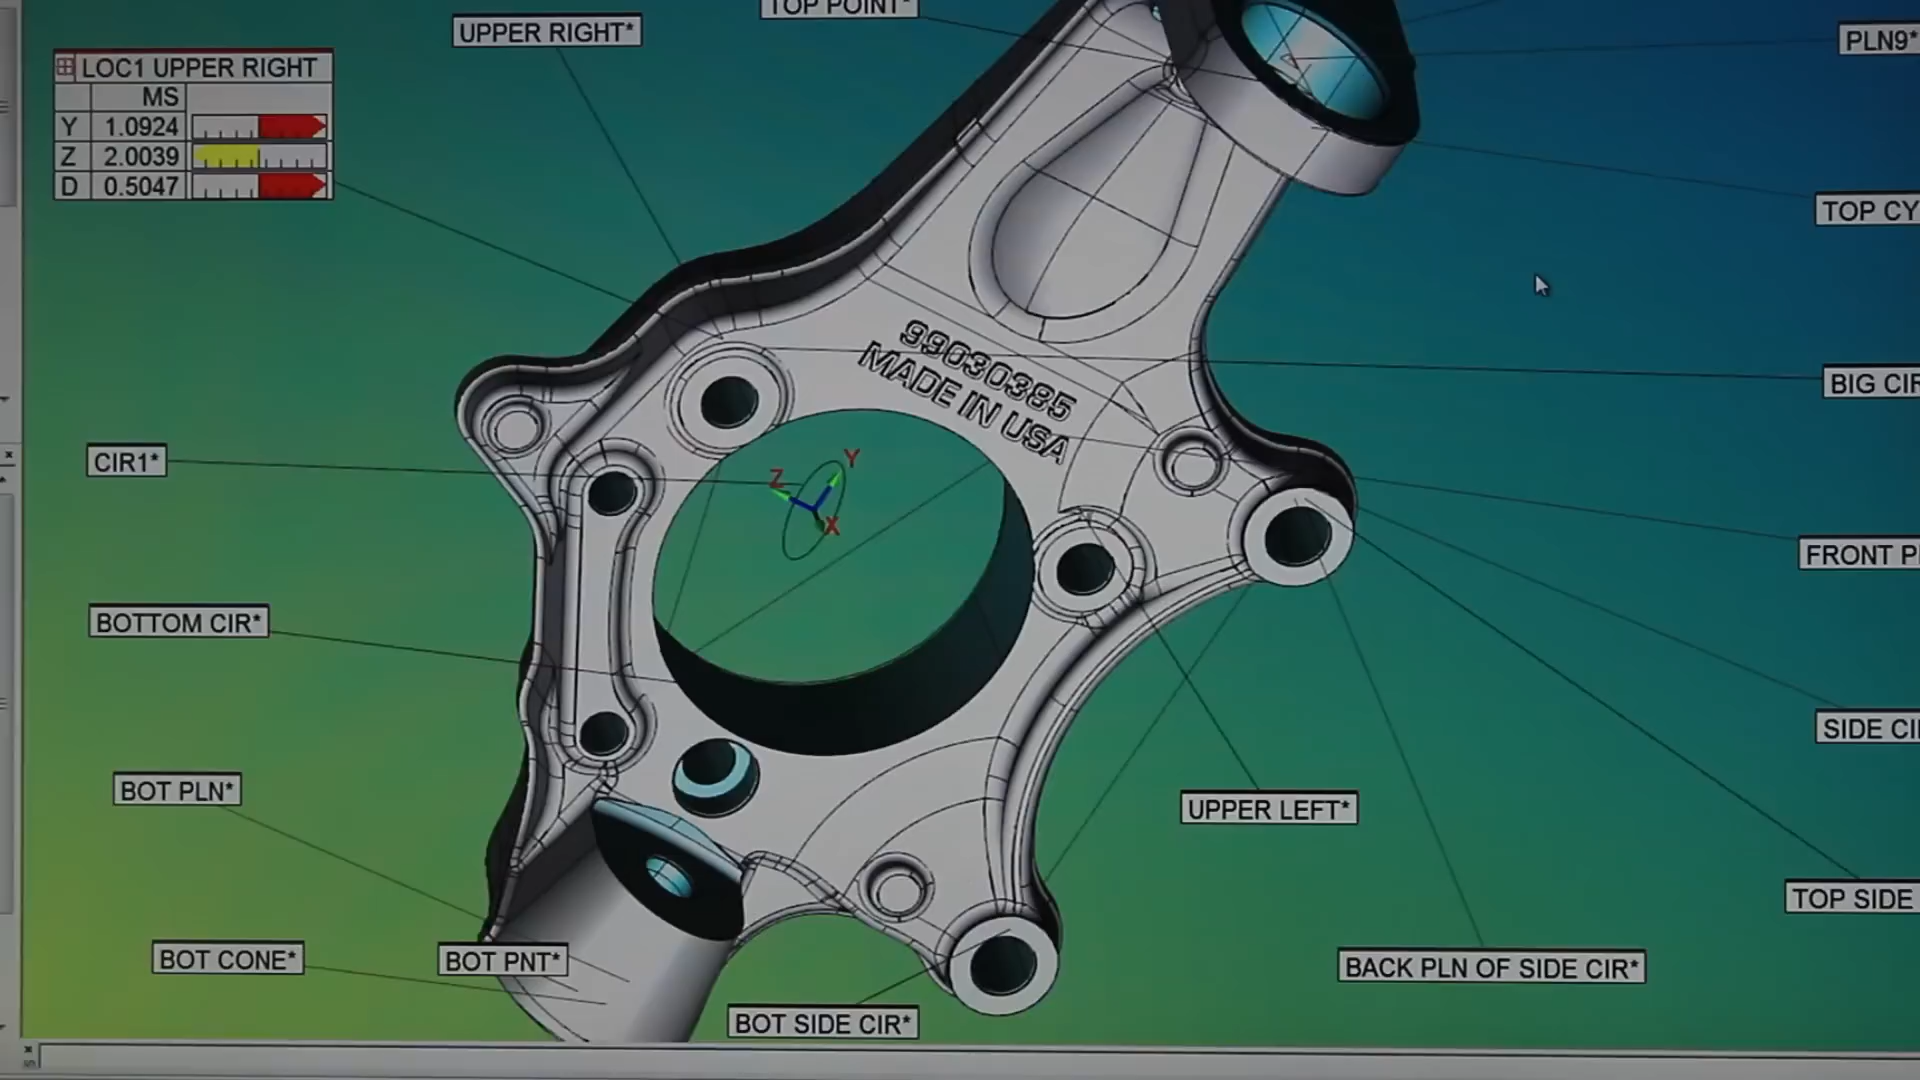 UPPER RIGHT*
TOP POINT*
PLN9*
LOC1 UPPER RIGHT
MS
Y 1.0924
Z 2.0039
D 0.5047
TOP CY
99030385
MADE IN USA
BIG CIR
CIR1*
Y
Z
X
FRONT P
BOTTOM CIR*
SIDE CI
BOT PLN*
UPPER LEFT*
TOP SIDE
BOT CONE*
BOT PNT*
BACK PLN OF SIDE CIR*
BOT SIDE CIR*